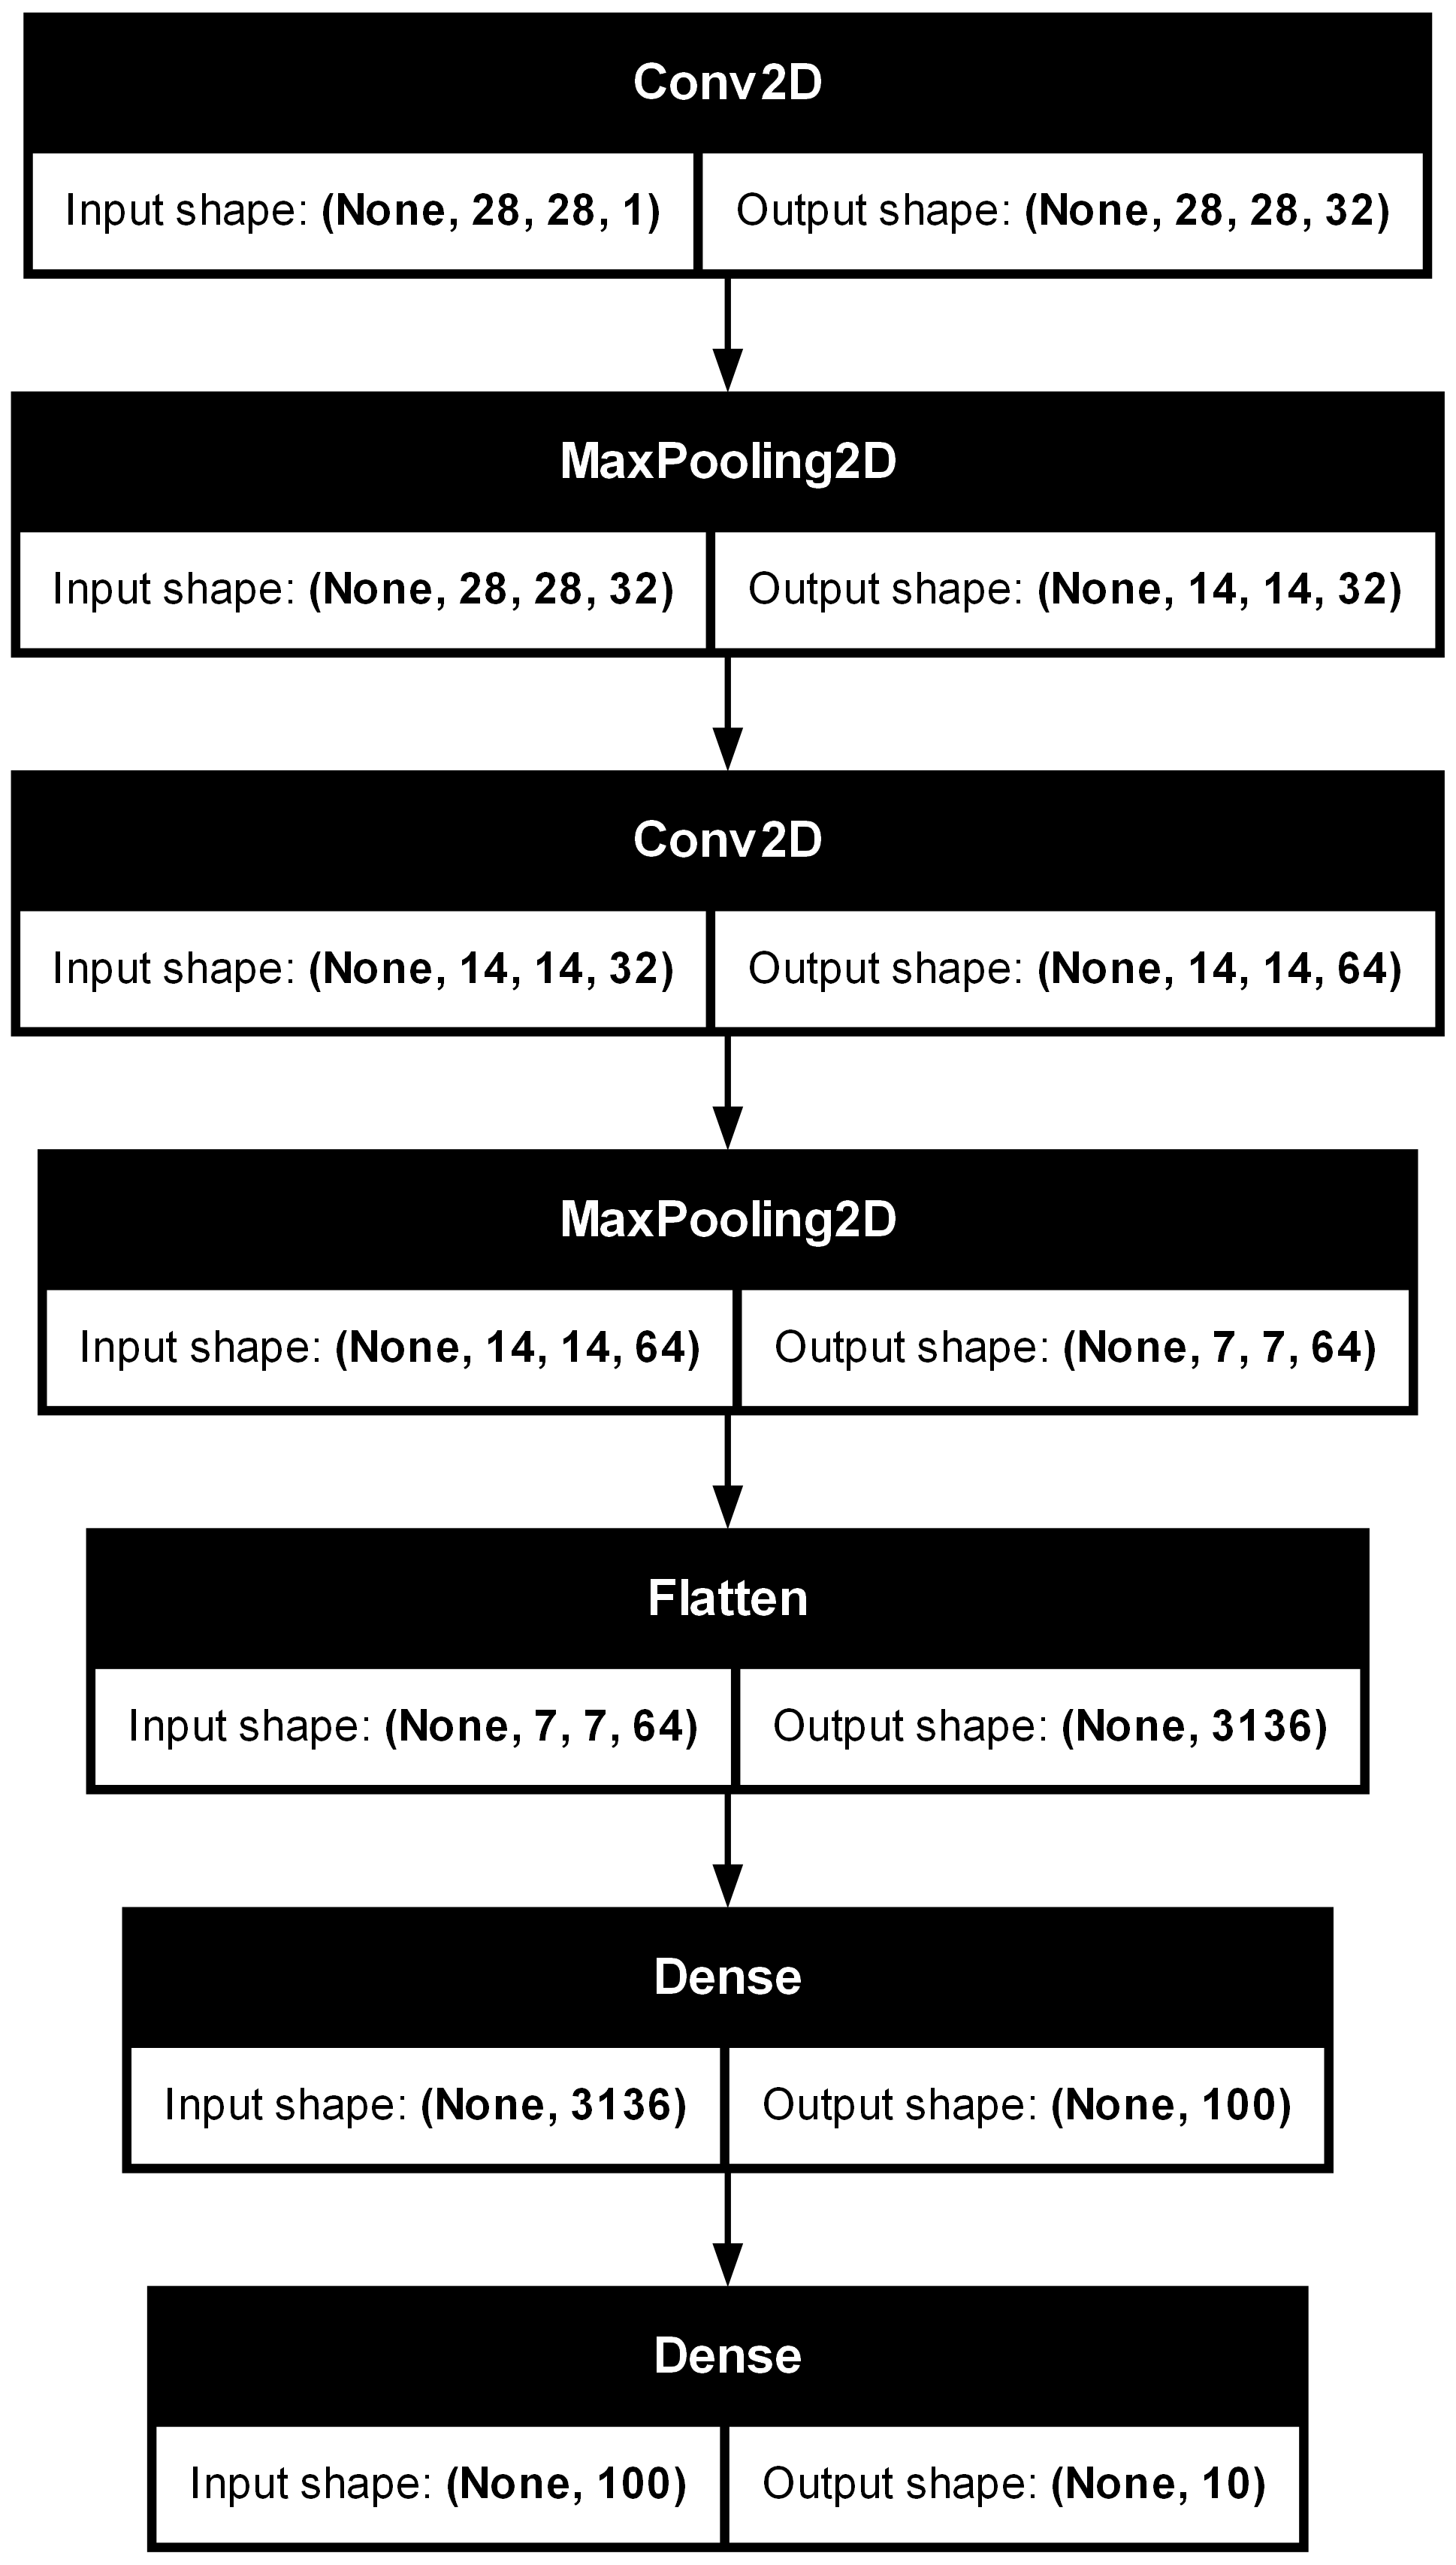 Conv2D
Input shape: (None, 28, 28, 1) Output shape: (None, 28, 28, 32)
MaxPooling2D
Input shape: (None, 28, 28, 32) Output shape: (None, 14, 14, 32)
Conv2D
Input shape: (None, 14, 14, 32) Output shape: (None, 14, 14, 64)
MaxPooling2D
Input shape: (None, 14, 14, 64) Output shape: (None, 7, 7, 64)
Flatten
Input shape: (None, 7, 7, 64) Output shape: (None, 3136)
Dense
Input shape: (None, 3136) Output shape: (None, 100)
Dense
Input shape: (None, 100) Output shape: (None, 10)